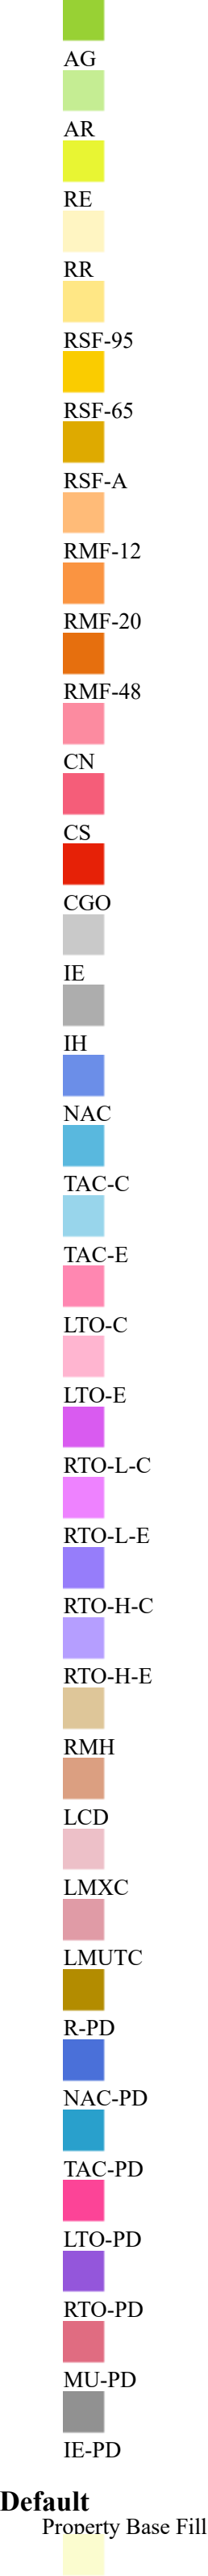 AG
AR
RE
RR
RSF-95
RSF-65
RSF-A
RMF-12
RMF-20
RMF-48
CN
CS
CGO
IE
IH
NAC
TAC-C
TAC-E
LTO-C
LTO-E
RTO-L-C
RTO-L-E
RTO-H-C
RTO-H-E
RMH
LCD
LMXC
LMUTC
R-PD
NAC-PD
TAC-PD
LTO-PD
RTO-PD
MU-PD
IE-PD
Default
Property Base Fill